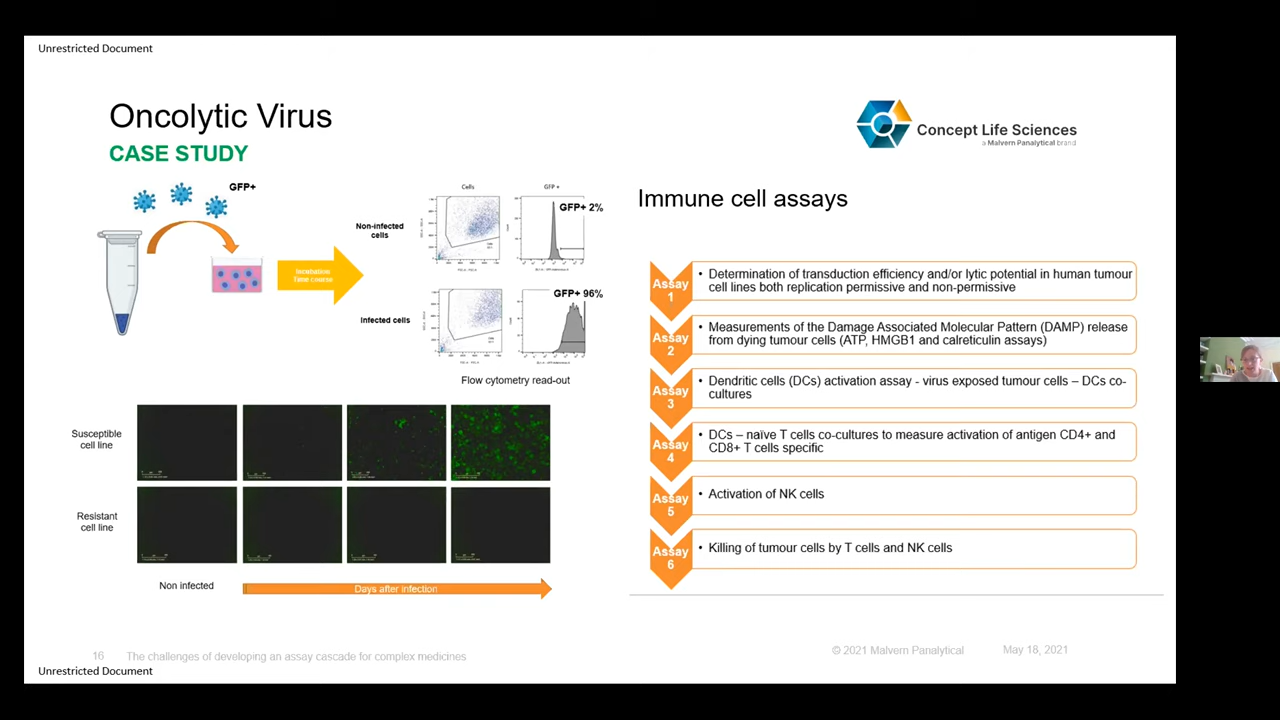 Unrestricted Document
Oncolytic Virus
CASE STUDY
Concept Life Sciences
a Malvern Panalytical brand
GFP+
Incubation
Time course
Non-infected
cells
Cells
GFP +
GFP+ 2%
Infected cells
GFP+ 96%
Flow cytometry read-out
Susceptible
cell line
Resistant
cell line
Non infected
Days after infection
Immune cell assays
Assay
1
• Determination of transduction efficiency and/or lytic potential in human tumour
cell lines both replication permissive and non-permissive
Assay
2
• Measurements of the Damage Associated Molecular Pattern (DAMP) release
from dying tumour cells (ATP, HMGB1 and calreticulin assays)
Assay
3
• Dendritic cells (DCs) activation assay - virus exposed tumour cells – DCs co-
cultures
Assay
4
• DCs – naïve T cells co-cultures to measure activation of antigen CD4+ and
CD8+ T cells specific
Assay
5
• Activation of NK cells
Assay
6
• Killing of tumour cells by T cells and NK cells
16
The challenges of developing an assay cascade for complex medicines
© 2021 Malvern Panalytical
May 18, 2021
Unrestricted Document